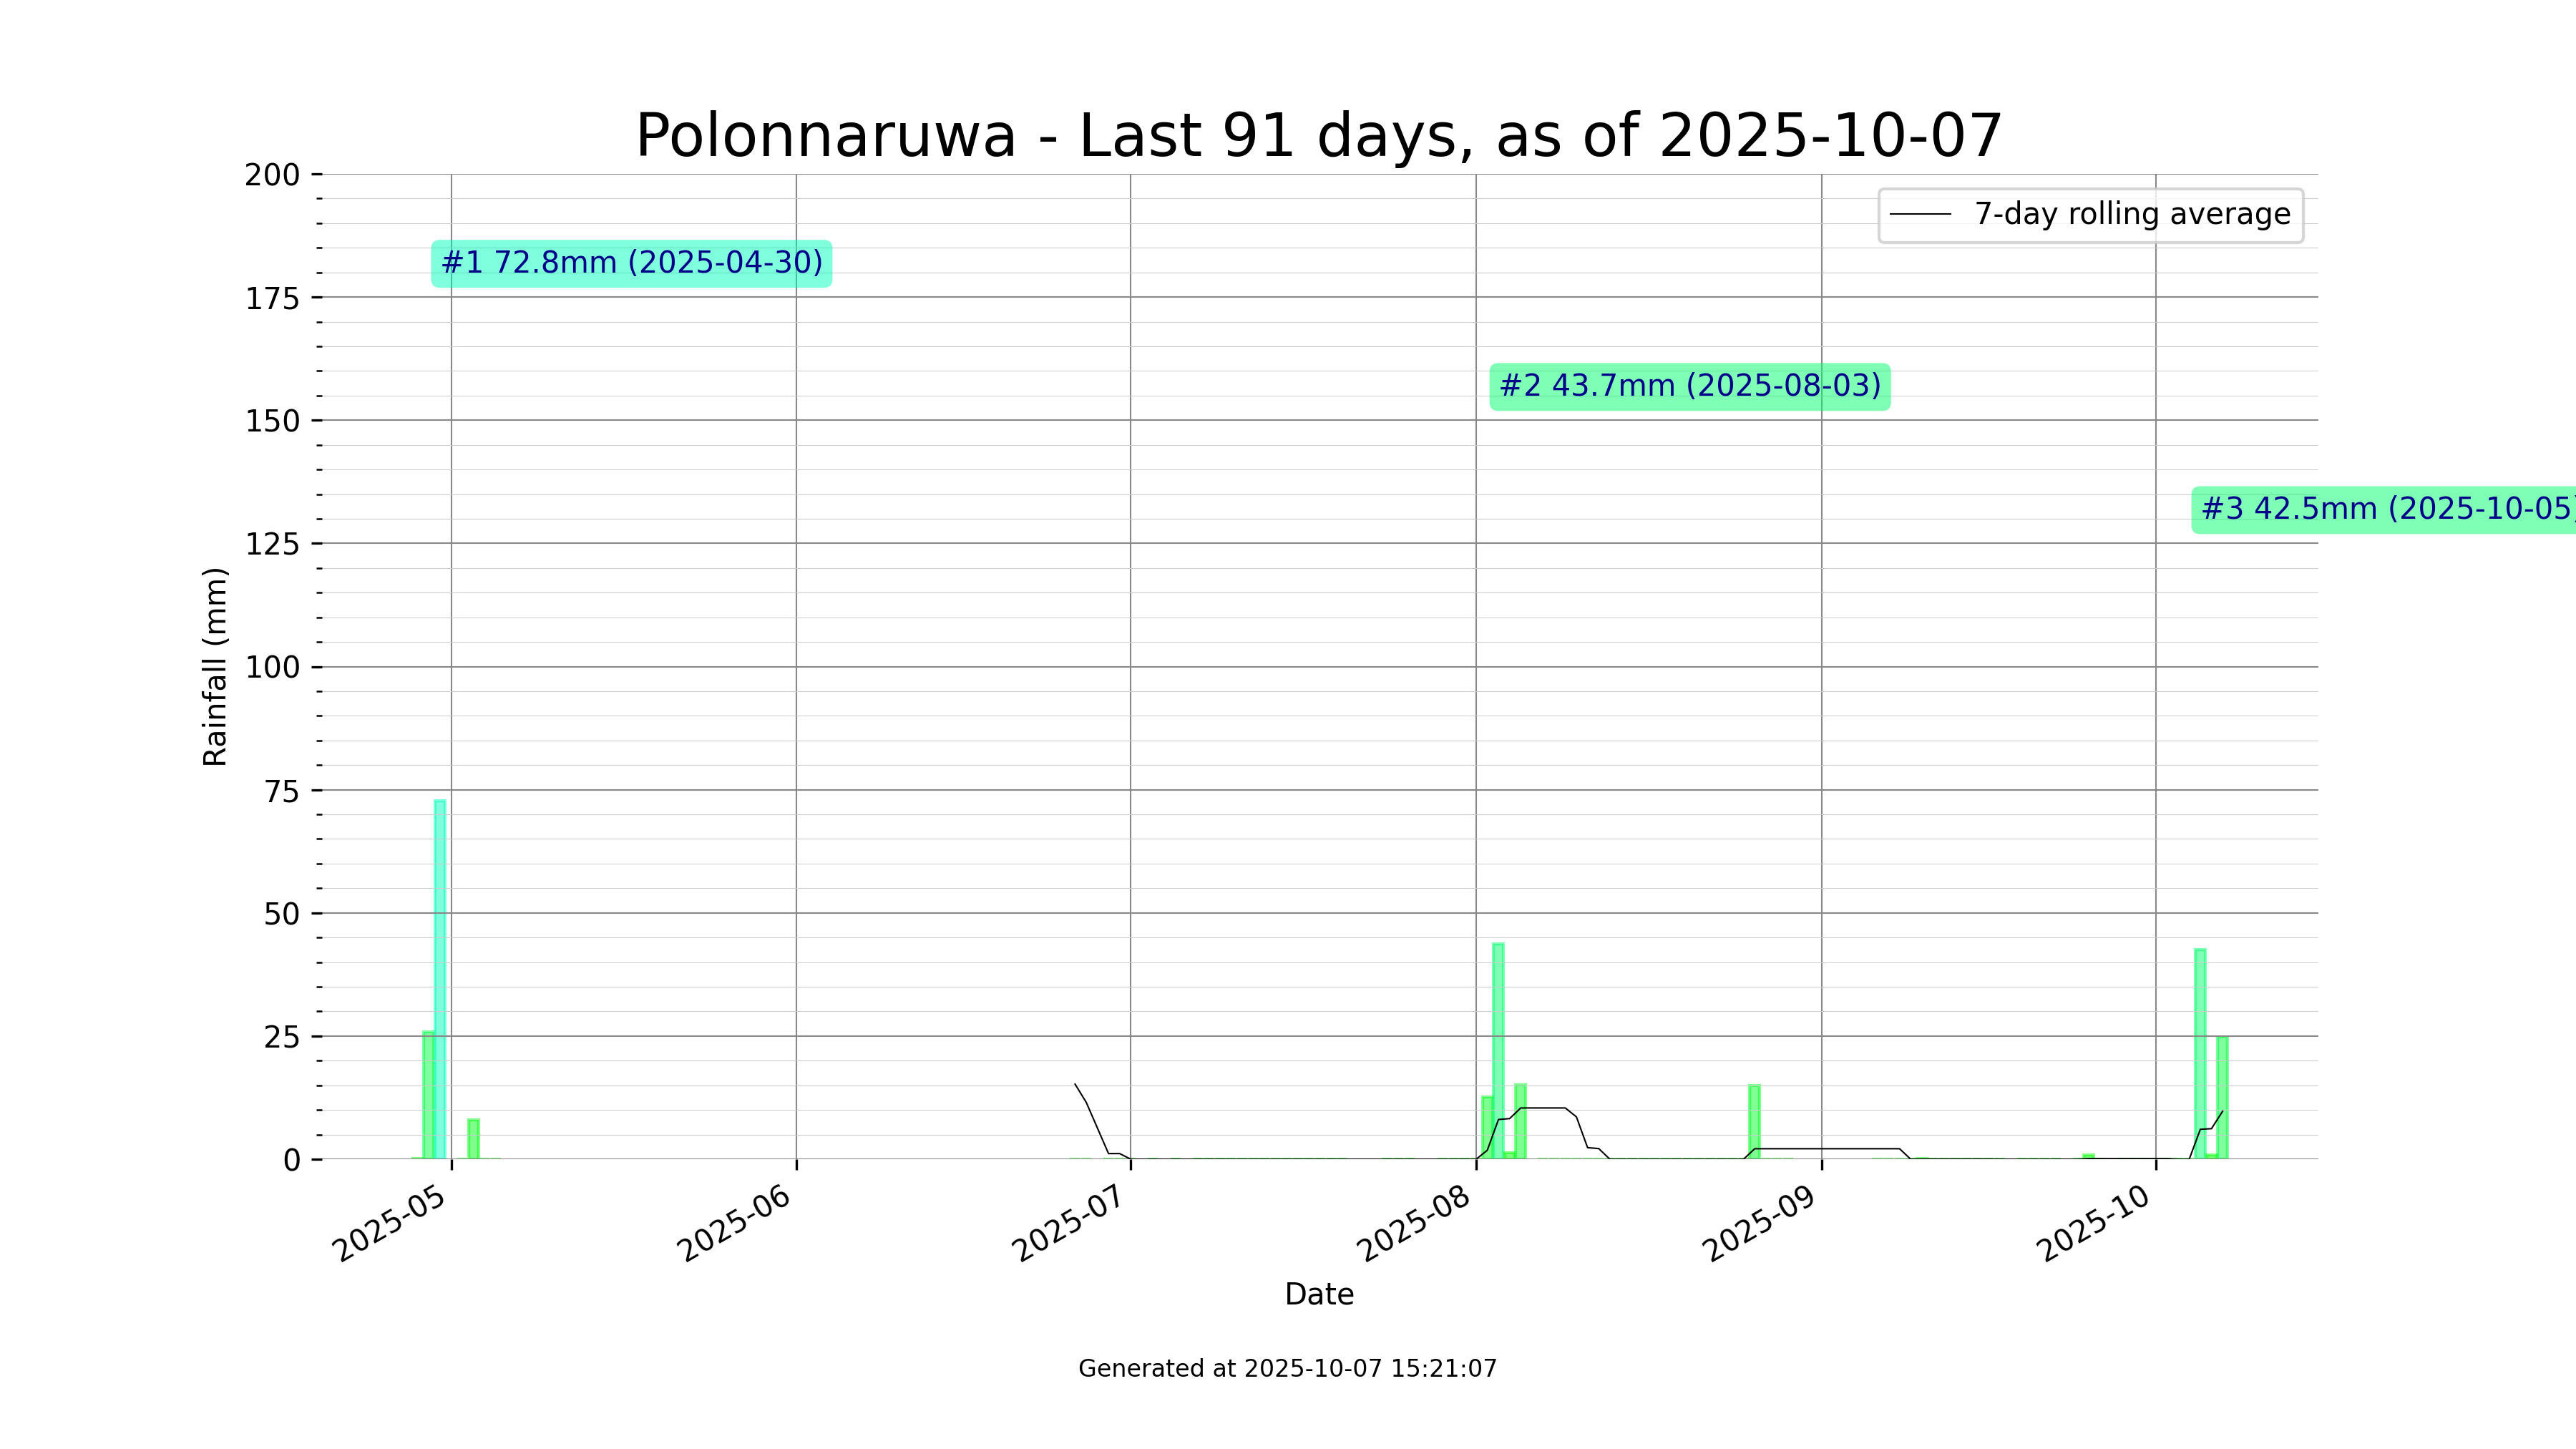 Polonnaruwa - Last 91 days, as of 2025-10-07
200
175
150
125
100
75
50
25
0
Rainfall (mm)
7-day rolling average
#1 72.8mm (2025-04-30)
#2 43.7mm (2025-08-03)
#3 42.5mm (2025-10-05)
2025-05
2025-06
2025-07
2025-08
2025-09
2025-10
Date
Generated at 2025-10-07 15:21:07